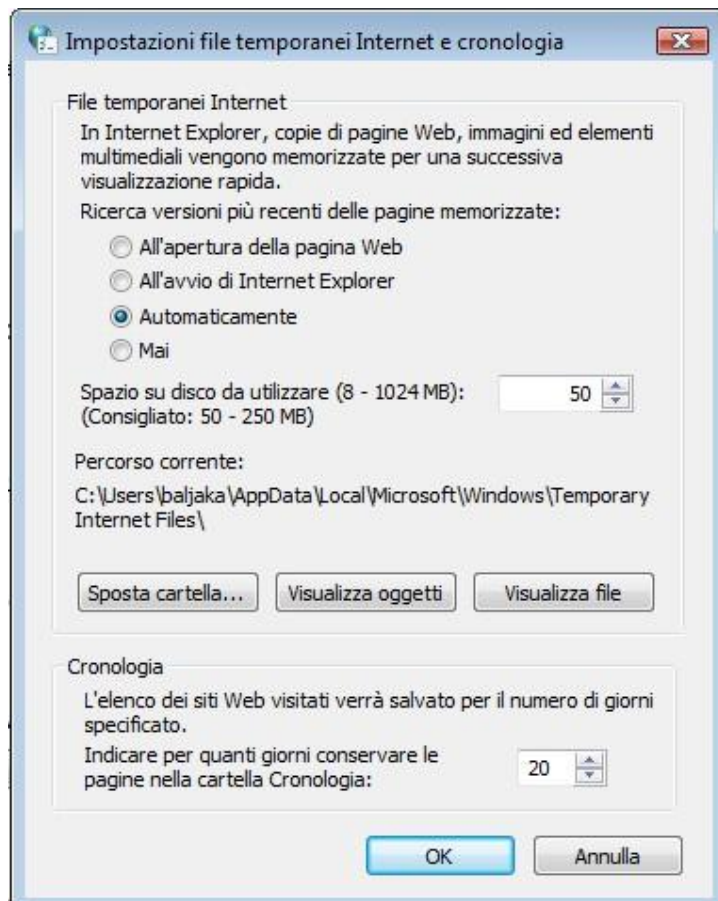 Impostazioni file temporanei Internet e cronologia
File temporanei Internet
In Internet Explorer, copie di pagine Web, immagini ed elementi
multimediali vengono memorizzate per una successiva
visualizzazione rapida.
Ricerca versioni più recenti delle pagine memorizzate:
All'apertura della pagina Web
All'avvio di Internet Explorer
Automaticamente
Mai
Spazio su disco da utilizzare (8 - 1024 MB): 50
(Consigliato: 50 - 250 MB)
Percorso corrente:
C:\Users\baljaka\AppData\Local\Microsoft\Windows\Temporary
Internet Files\
Sposta cartella... Visualizza oggetti Visualizza file
Cronologia
L'elenco dei siti Web visitati verrà salvato per il numero di giorni
specificato.
Indicare per quanti giorni conservare le
pagine nella cartella Cronologia: 20
OK Annulla